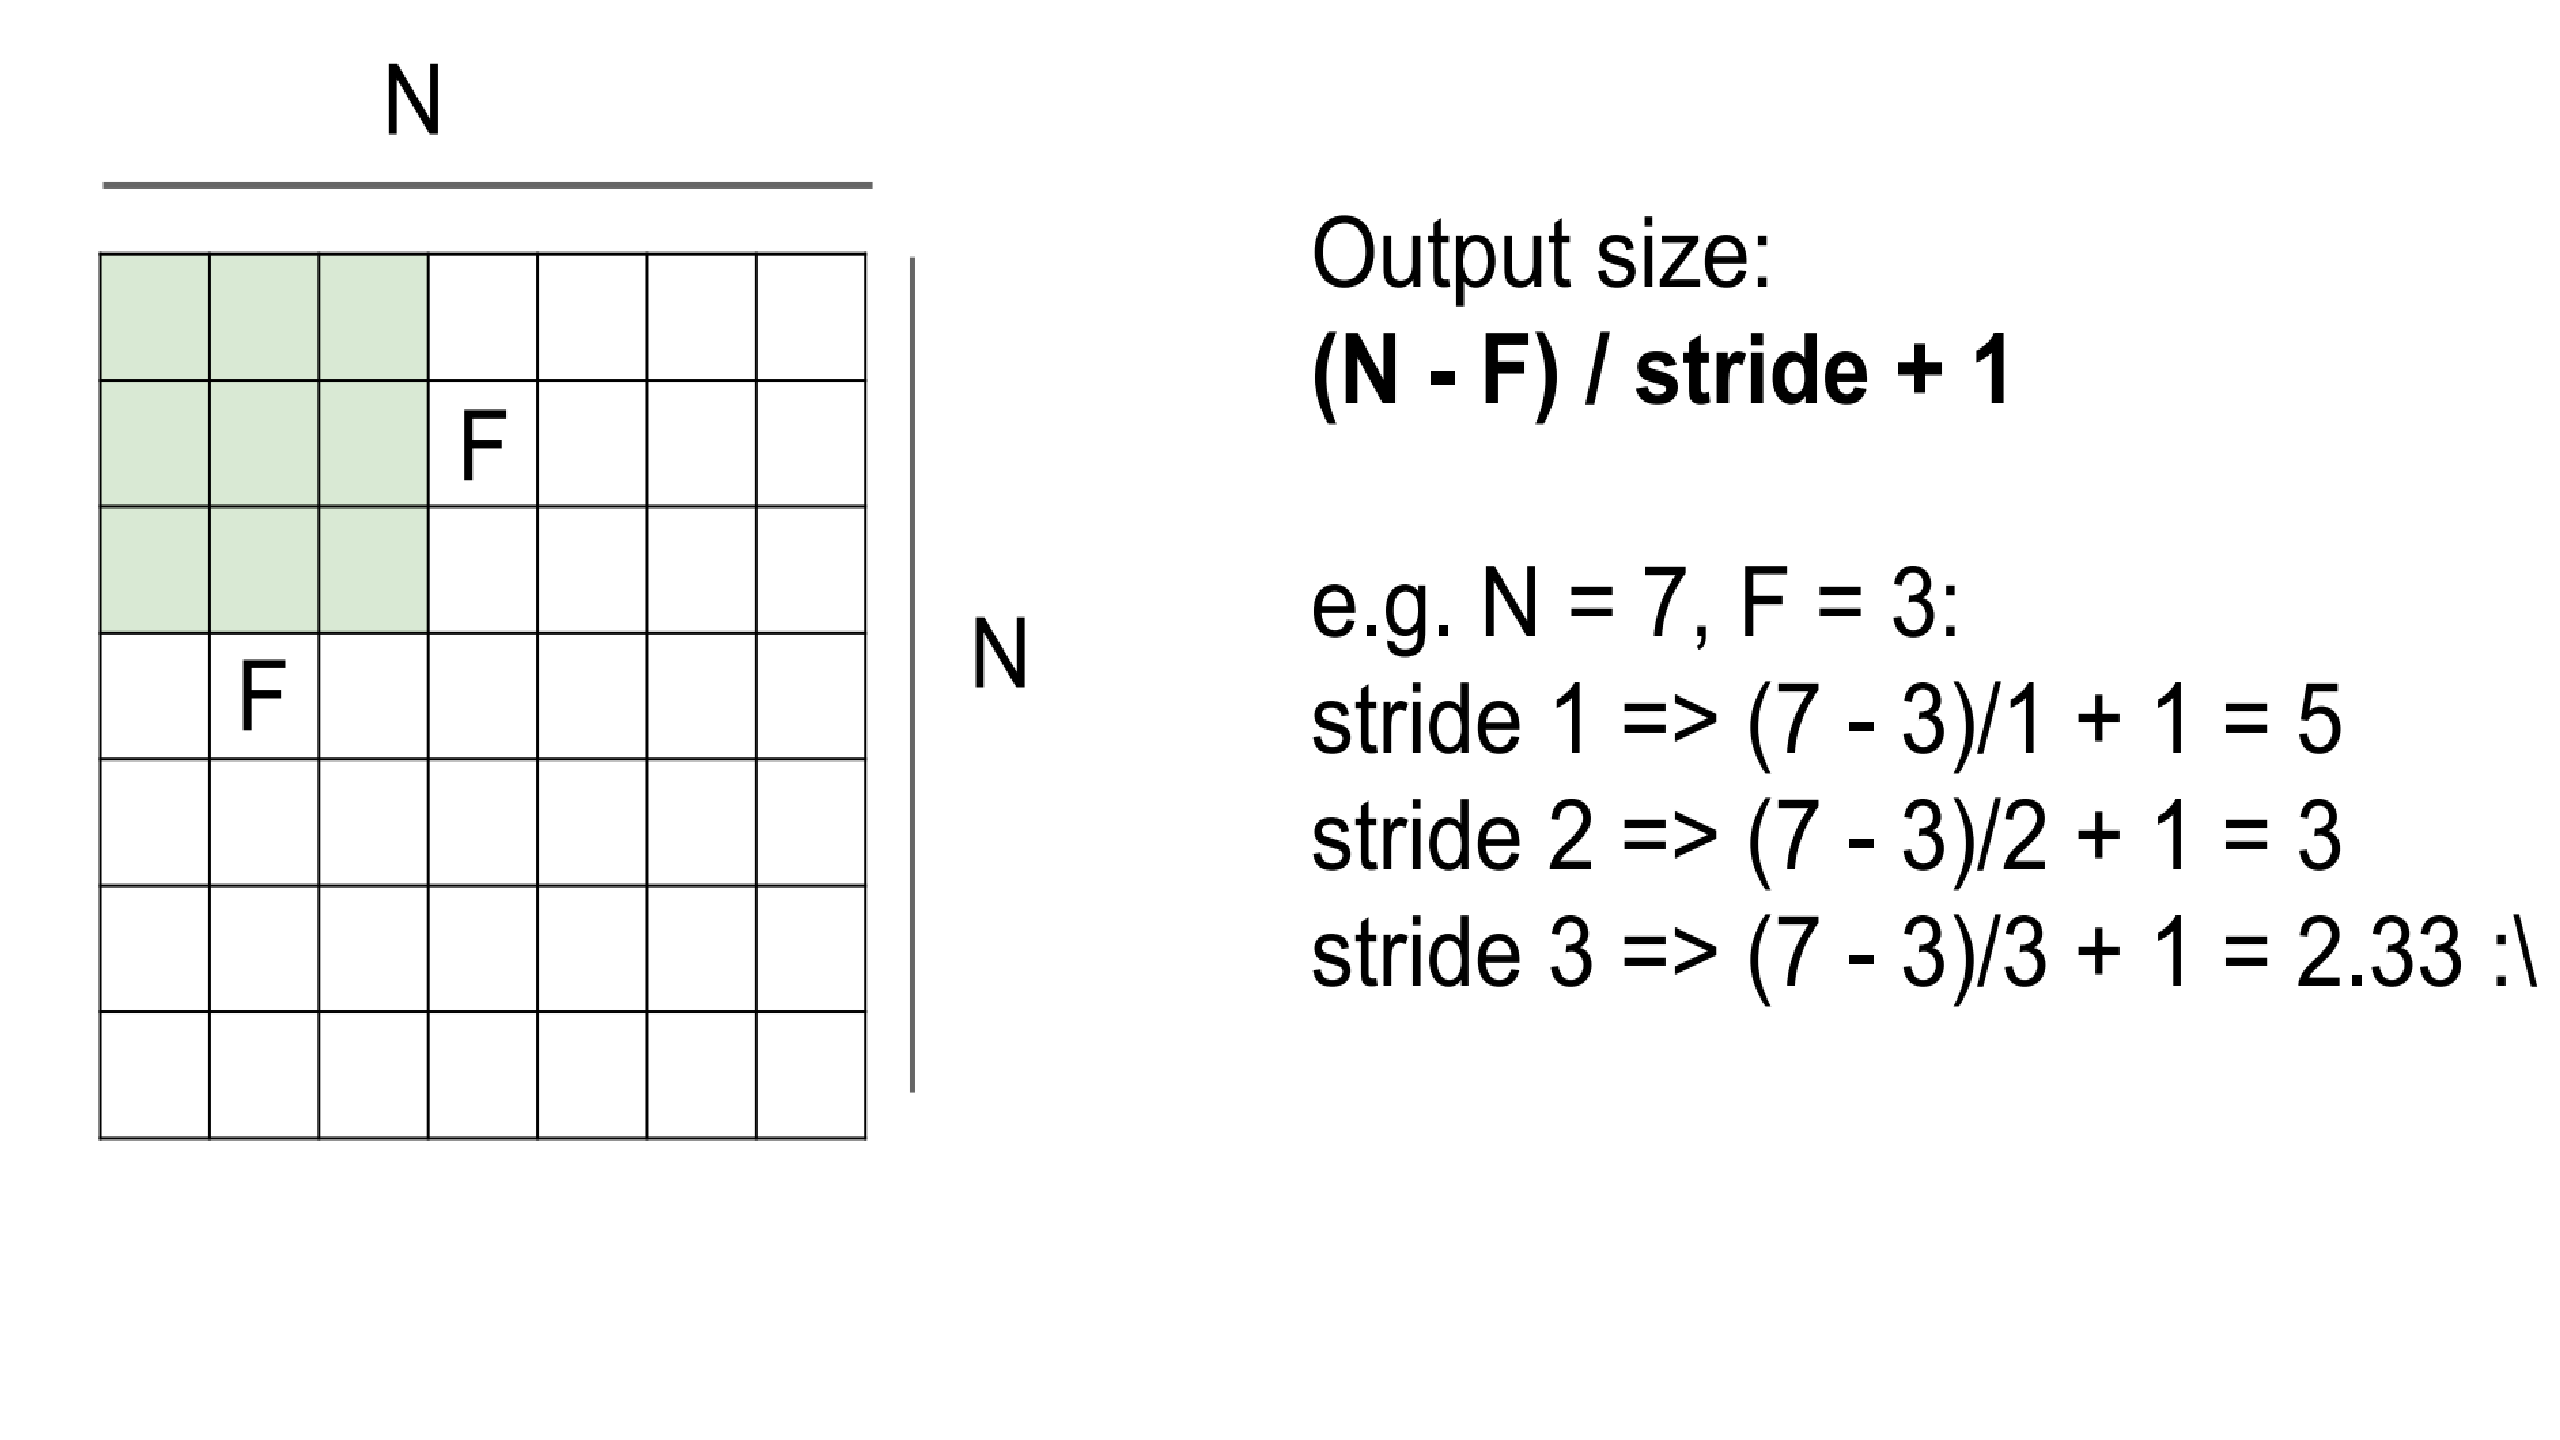 N
F
F
N
Output size:
(N - F) / stride + 1
e.g. N = 7, F = 3:
stride 1 => (7 - 3)/1 + 1 = 5
stride 2 => (7 - 3)/2 + 1 = 3
stride 3 => (7 - 3)/3 + 1 = 2.33 :\